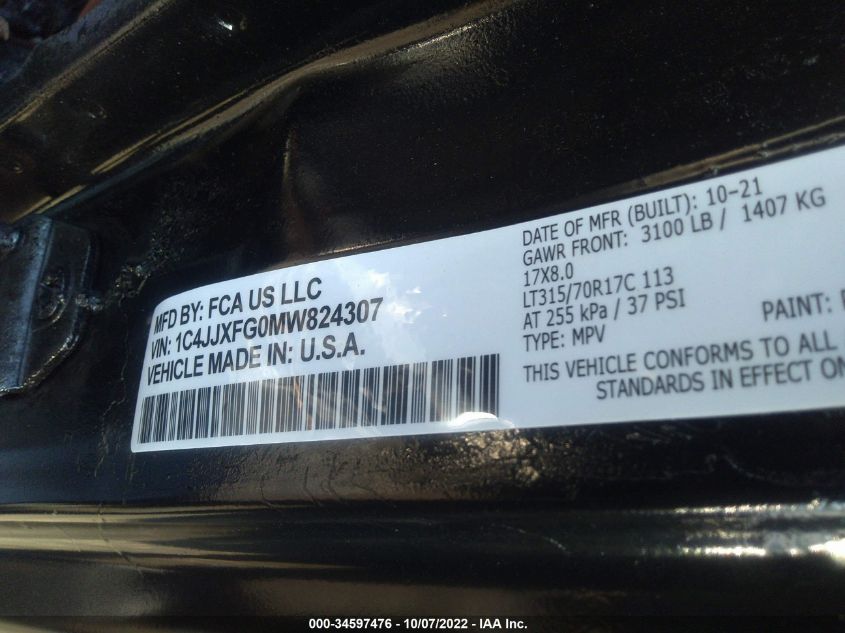 MFD BY: FCA US LLC
VIN: 1C4JJXFG0MW824307
VEHICLE MADE IN: U.S.A.
DATE OF MFR (BUILT): 10-21
GAWR FRONT: 3100 LB / 1407 KG
17X8.0
LT315/70R17C 113
AT 255 kPa / 37 PSI
TYPE: MPV
PAINT:
THIS VEHICLE CONFORMS TO ALL
STANDARDS IN EFFECT ON
000-34597476 - 10/07/2022 - IAA Inc.